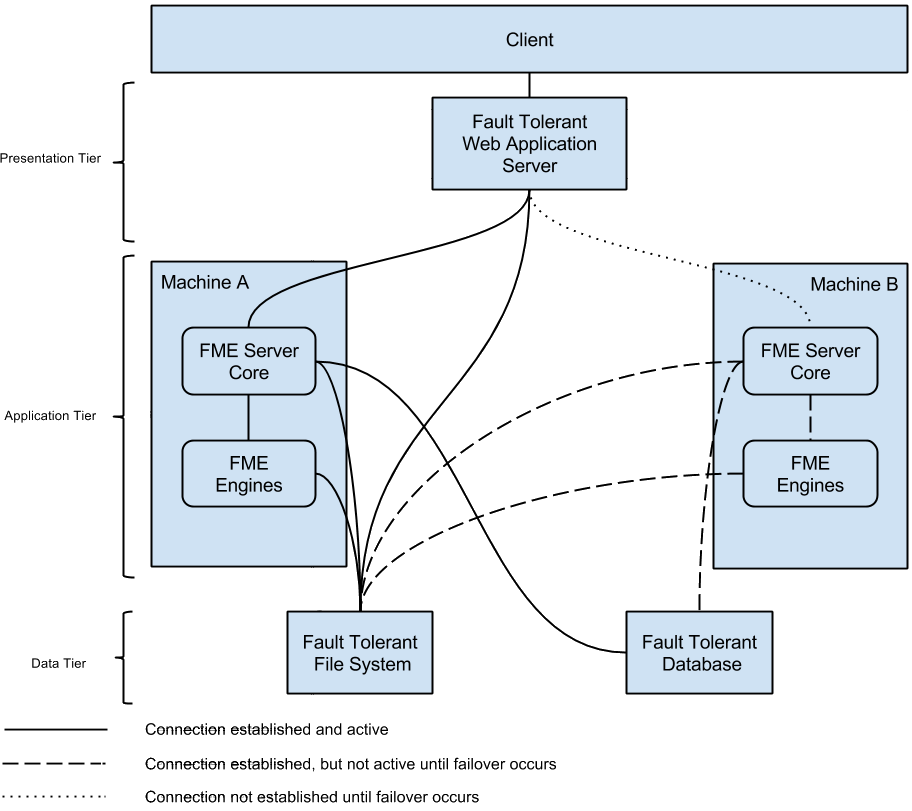 Client
Fault Tolerant
Web Application
Server
Presentation Tier
Machine A
Machine B
FME Server
Core
FME Server
Core
Application Tier
FME
Engines
FME
Engines
Fault Tolerant
File System
Fault Tolerant
Database
Data Tier
Connection established and active
Connection established, but not active until failover occurs
Connection not established until failover occurs